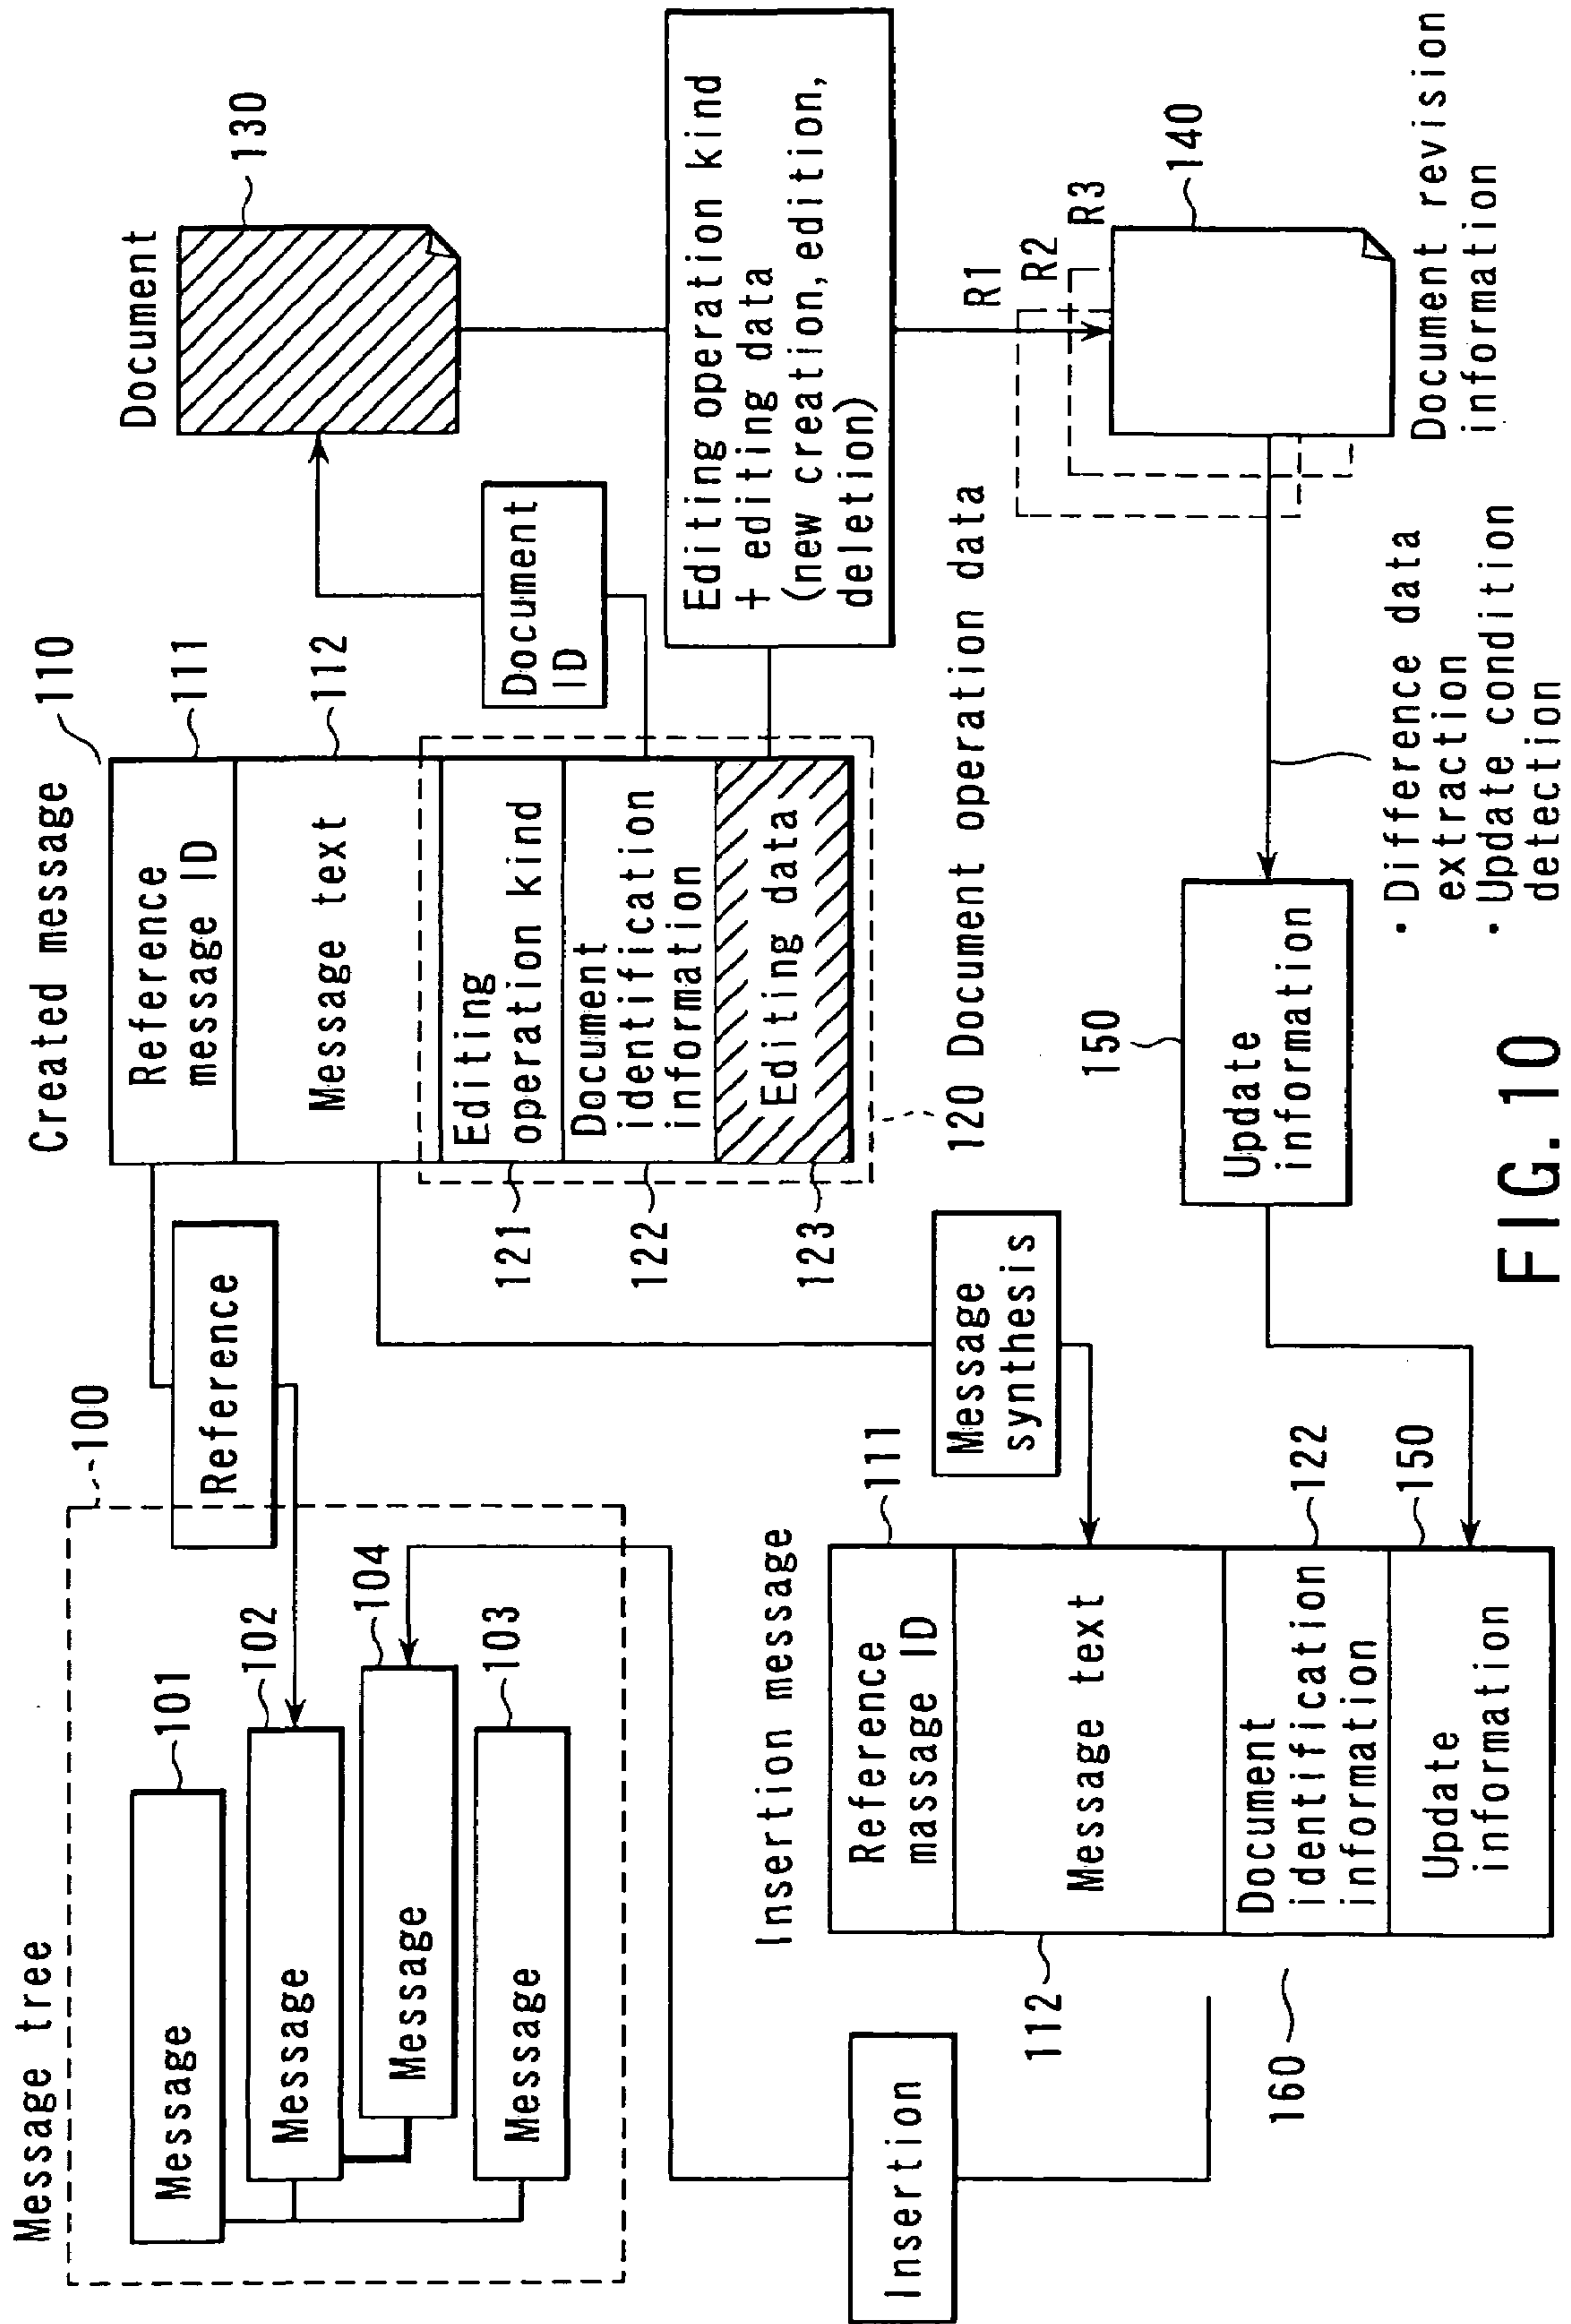 Message tree
100
Message
101
Message
102
Message
104
Message
103
Reference
Created message
110
Reference
message ID
111
Message text
112
Editing
operation kind
121
Document
identification
information
122
Editing data
123
120 Document operation data
Document
ID
Document
130
Editing operation kind
+ editing data
(new creation, edition,
deletion)
R1
R2
R3
140
Document revision
information
· Difference data
extraction
· Update condition
detection
150
Update
information
Message
synthesis
Insertion message
Reference
massage ID
111
Message text
112
Document
identification
information
122
Update
information
150
160
Insertion
FIG. 10